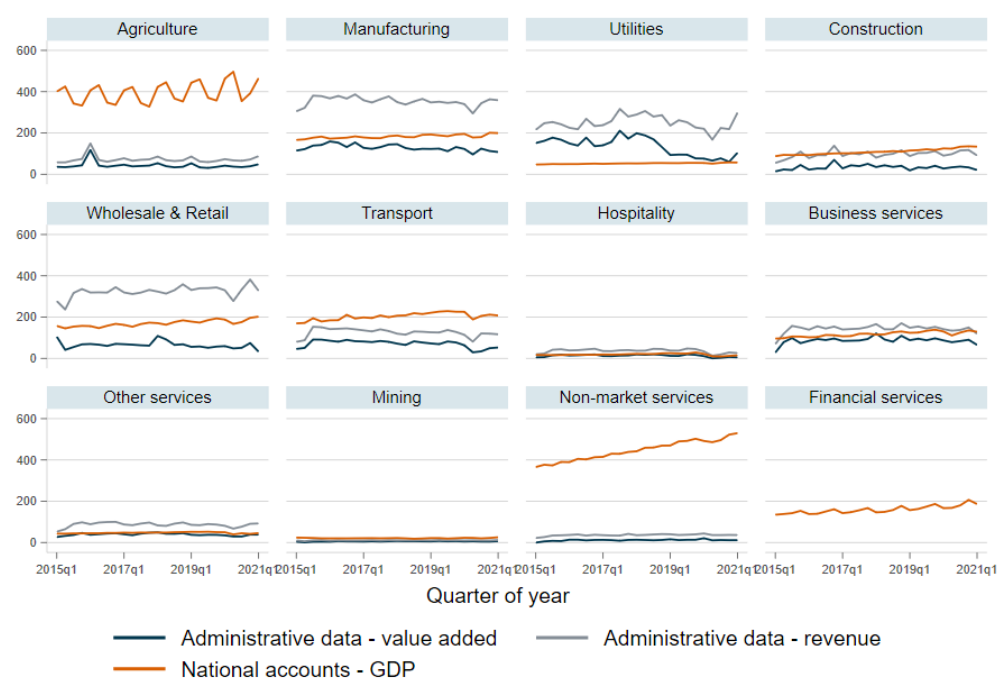 Agriculture Manufacturing Utilities Construction
600
400
200
0
Wholesale & Retail Transport Hospitality Business services
600
400
200
0
Other services Mining Non-market services Financial services
600
400
200
0
2015q1 2017q1 2019q1 2021q1 2015q1 2017q1 2019q1 2021q1 2015q1 2017q1 2019q1 2021q1 2015q1 2017q1 2019q1 2021q1
Quarter of year
Administrative data - value added Administrative data - revenue
National accounts - GDP